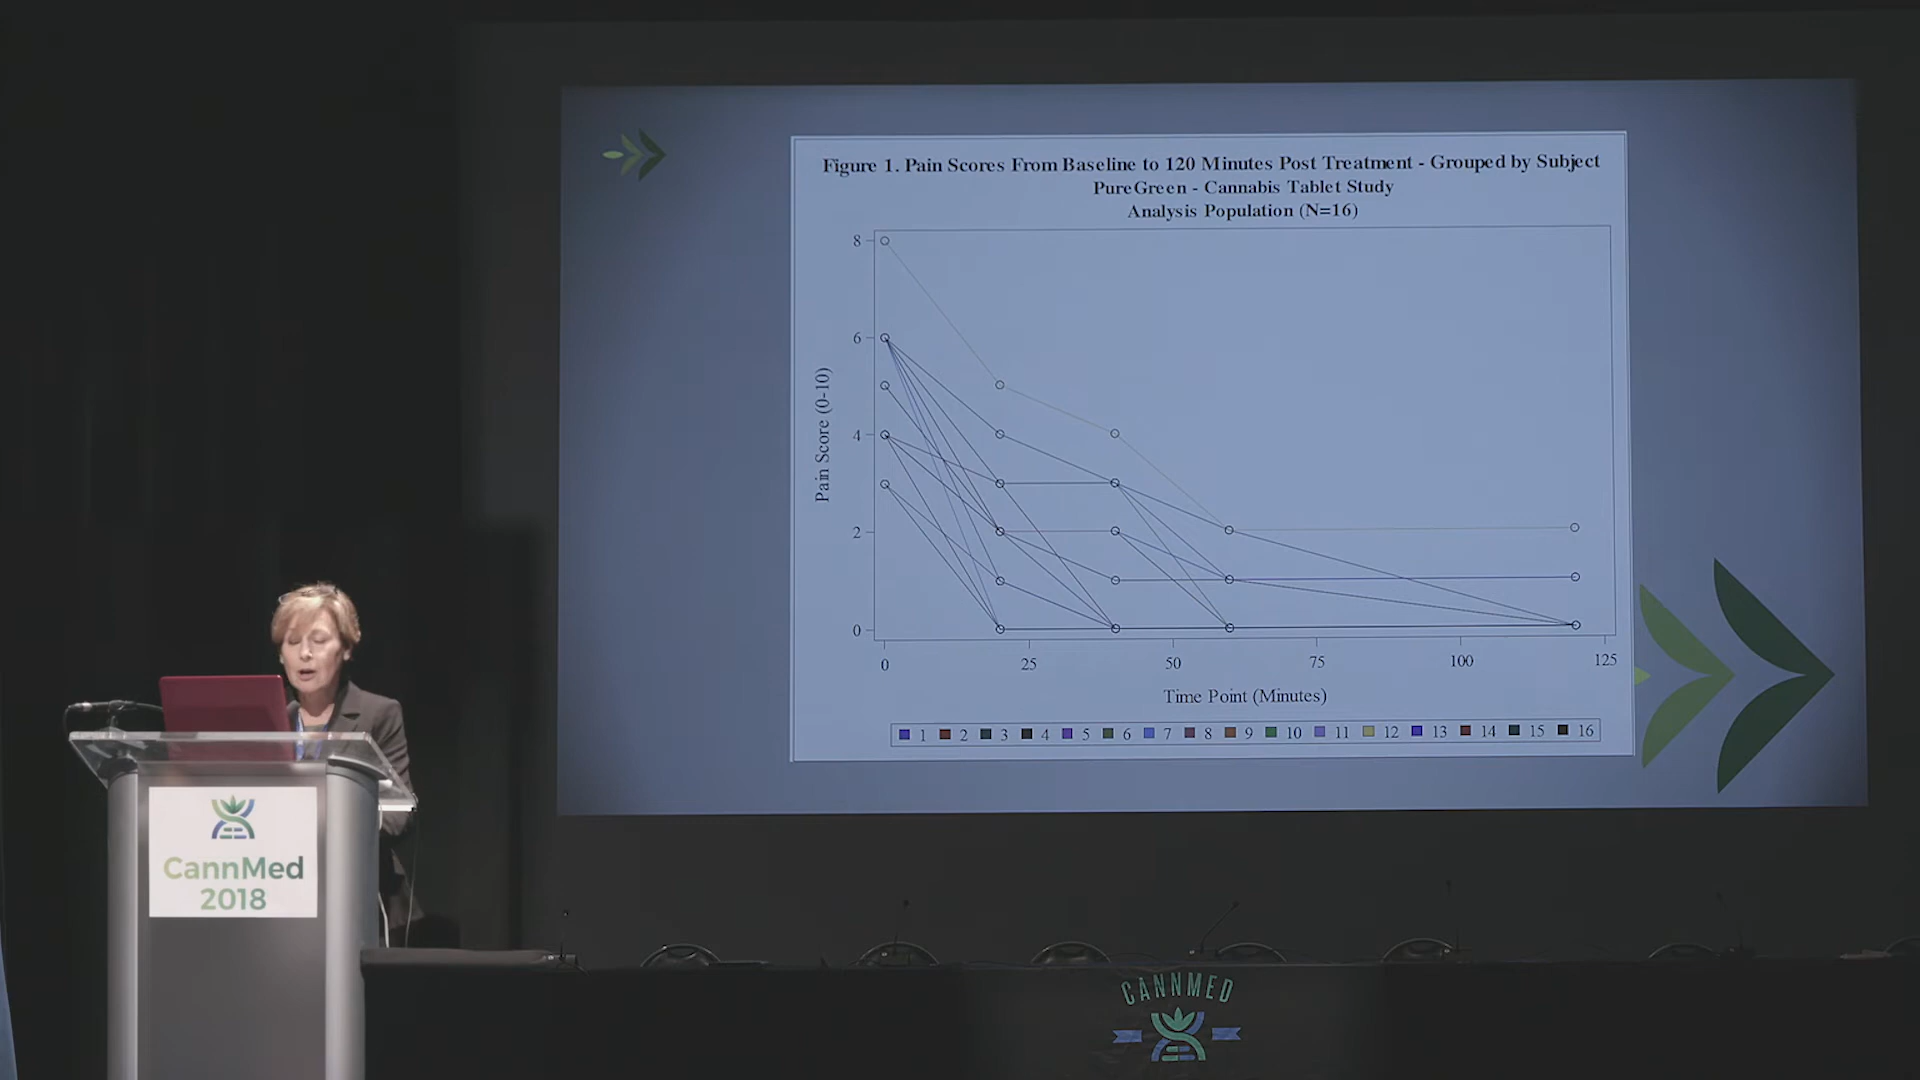 Figure 1. Pain Scores From Baseline to 120 Minutes Post Treatment - Grouped by Subject
PureGreen - Cannabis Tablet Study
Analysis Population (N=16)
8
6
4
2
0
Pain Score (0-10)
0 25 50 75 100 125
Time Point (Minutes)
1 2 3 4 5 6 7 8 9 10 11 12 13 14 15 16
CannMed
2018
CANNMED